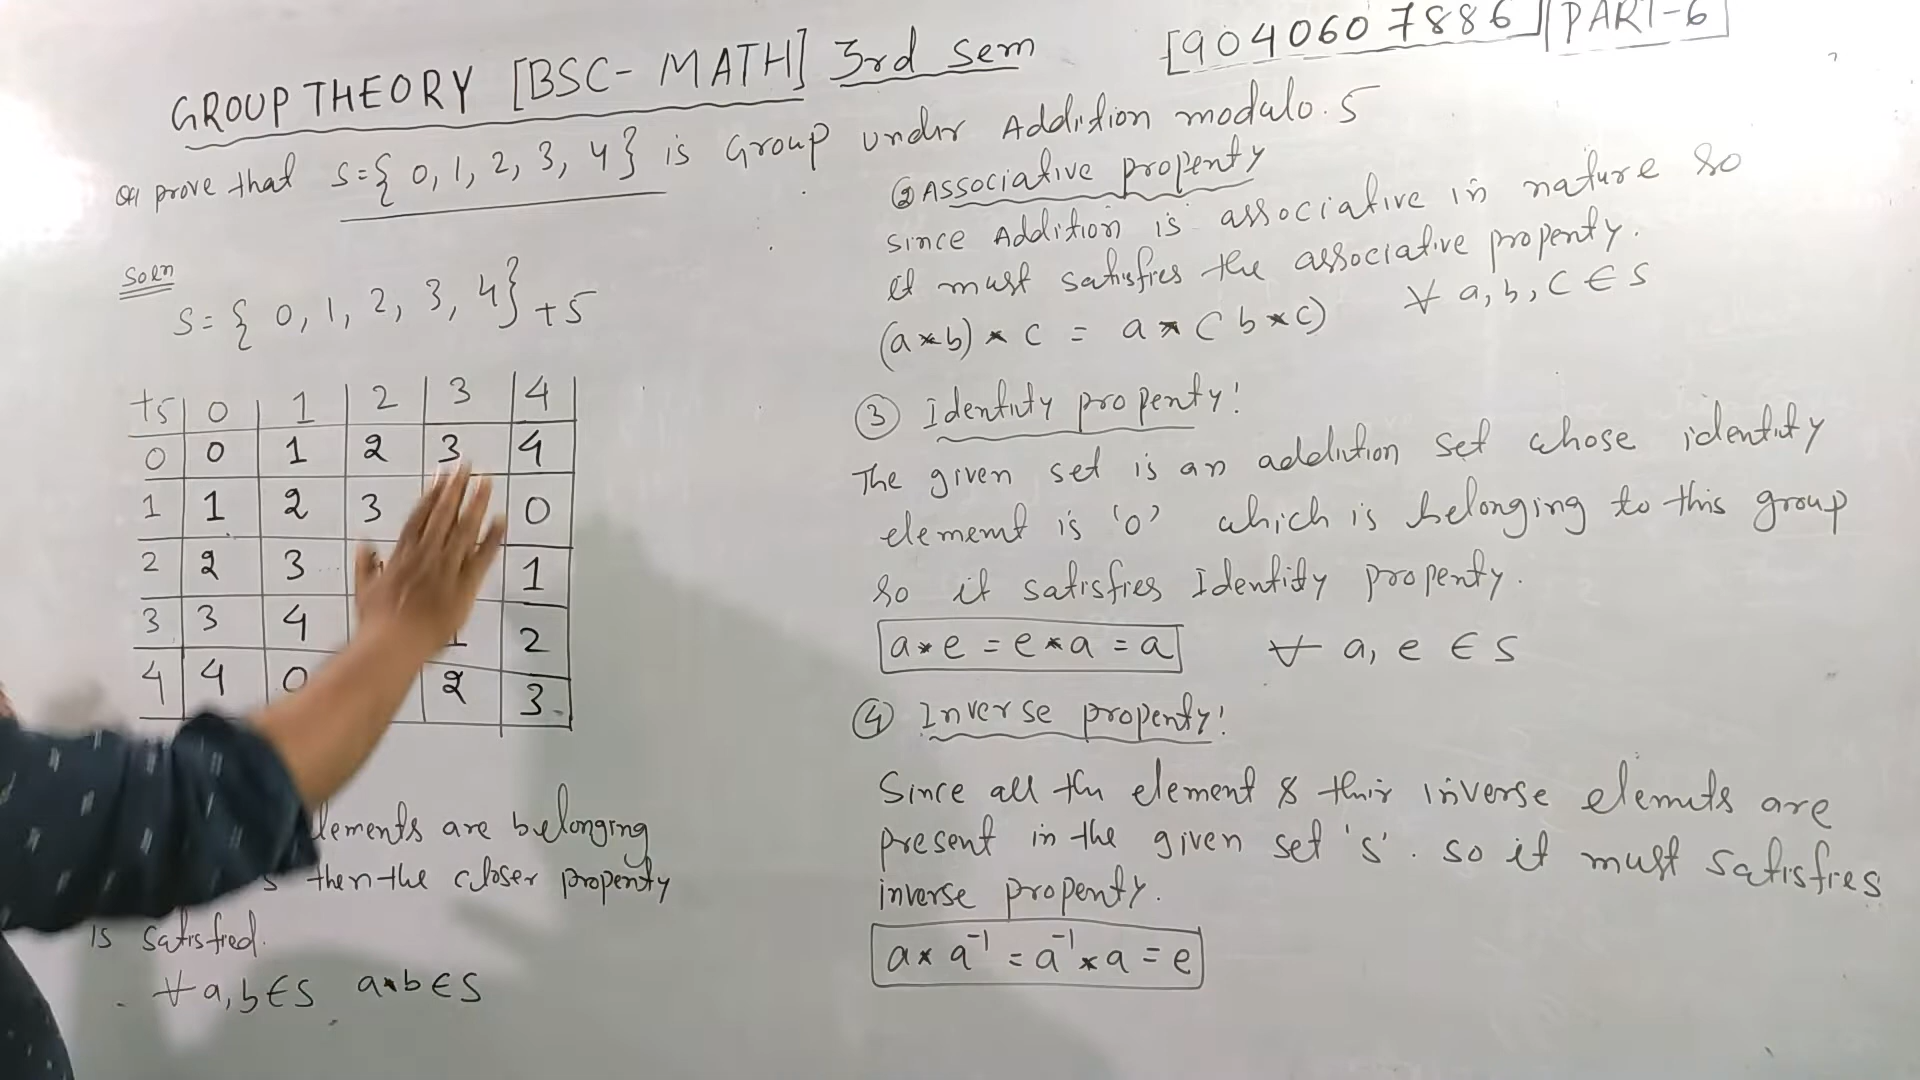 GROUP THEORY [BSC- MATH] 3rd Sem
[9040607886] [PART-6]
prove that S={ 0, 1, 2, 3, 4 } is Group under Addition modulo.5
Soln
S={ 0, 1, 2, 3, 4} +5
+5 0 1 2 3 4
0 0 1 2 3 4
1 1 2 3 0
2 2 3 1
3 3 4 1 2
4 4 0 2 3
lements are belonging
s then the closer property
is satisfied.
∀ a, b ∈ S a*b ∈ S
② Associative property
since Addition is associative in nature so
it must satisfies the associative property.
(a*b) * c = a * ( b*c) ∀ a, b, c ∈ S
③ Identity property!
The given set is an addition set whose identity
element is '0' which is belonging to this group
so it satisfies Identity property.
a*e = e*a = a ∀ a, e ∈ S
④ Inverse property!
Since all the element & their inverse elements are
present in the given set 's'. so it must satisfies
inverse property.
a* a⁻¹ = a⁻¹*a = e